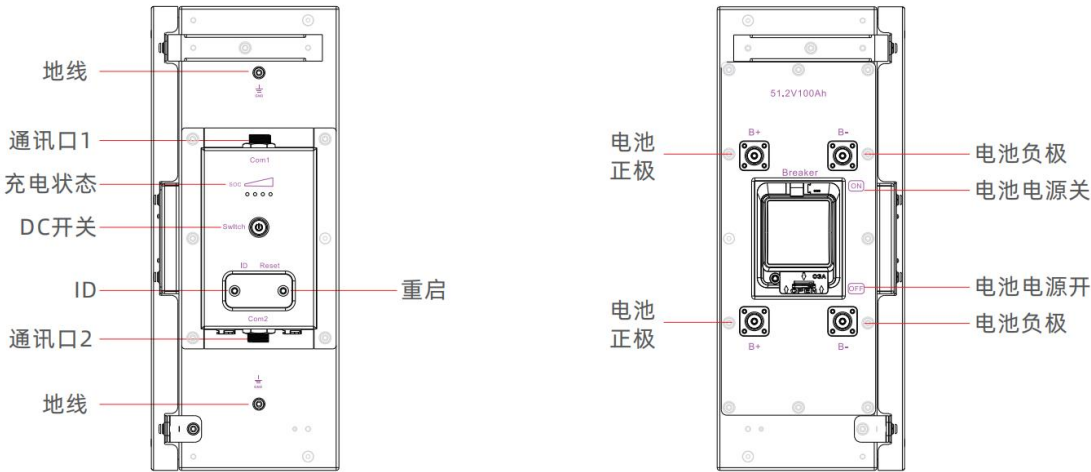 地线
GND
通讯口1
Com1
充电状态
SOC
DC开关
Switch
ID
Reset
ID
重启
Com2
通讯口2
GND
地线
51.2V100Ah
B+
B-
电池
正极
电池负极
Breaker
ON
电池电源关
OPEN
OFF
电池电源开
电池
正极
电池负极
B+
B-